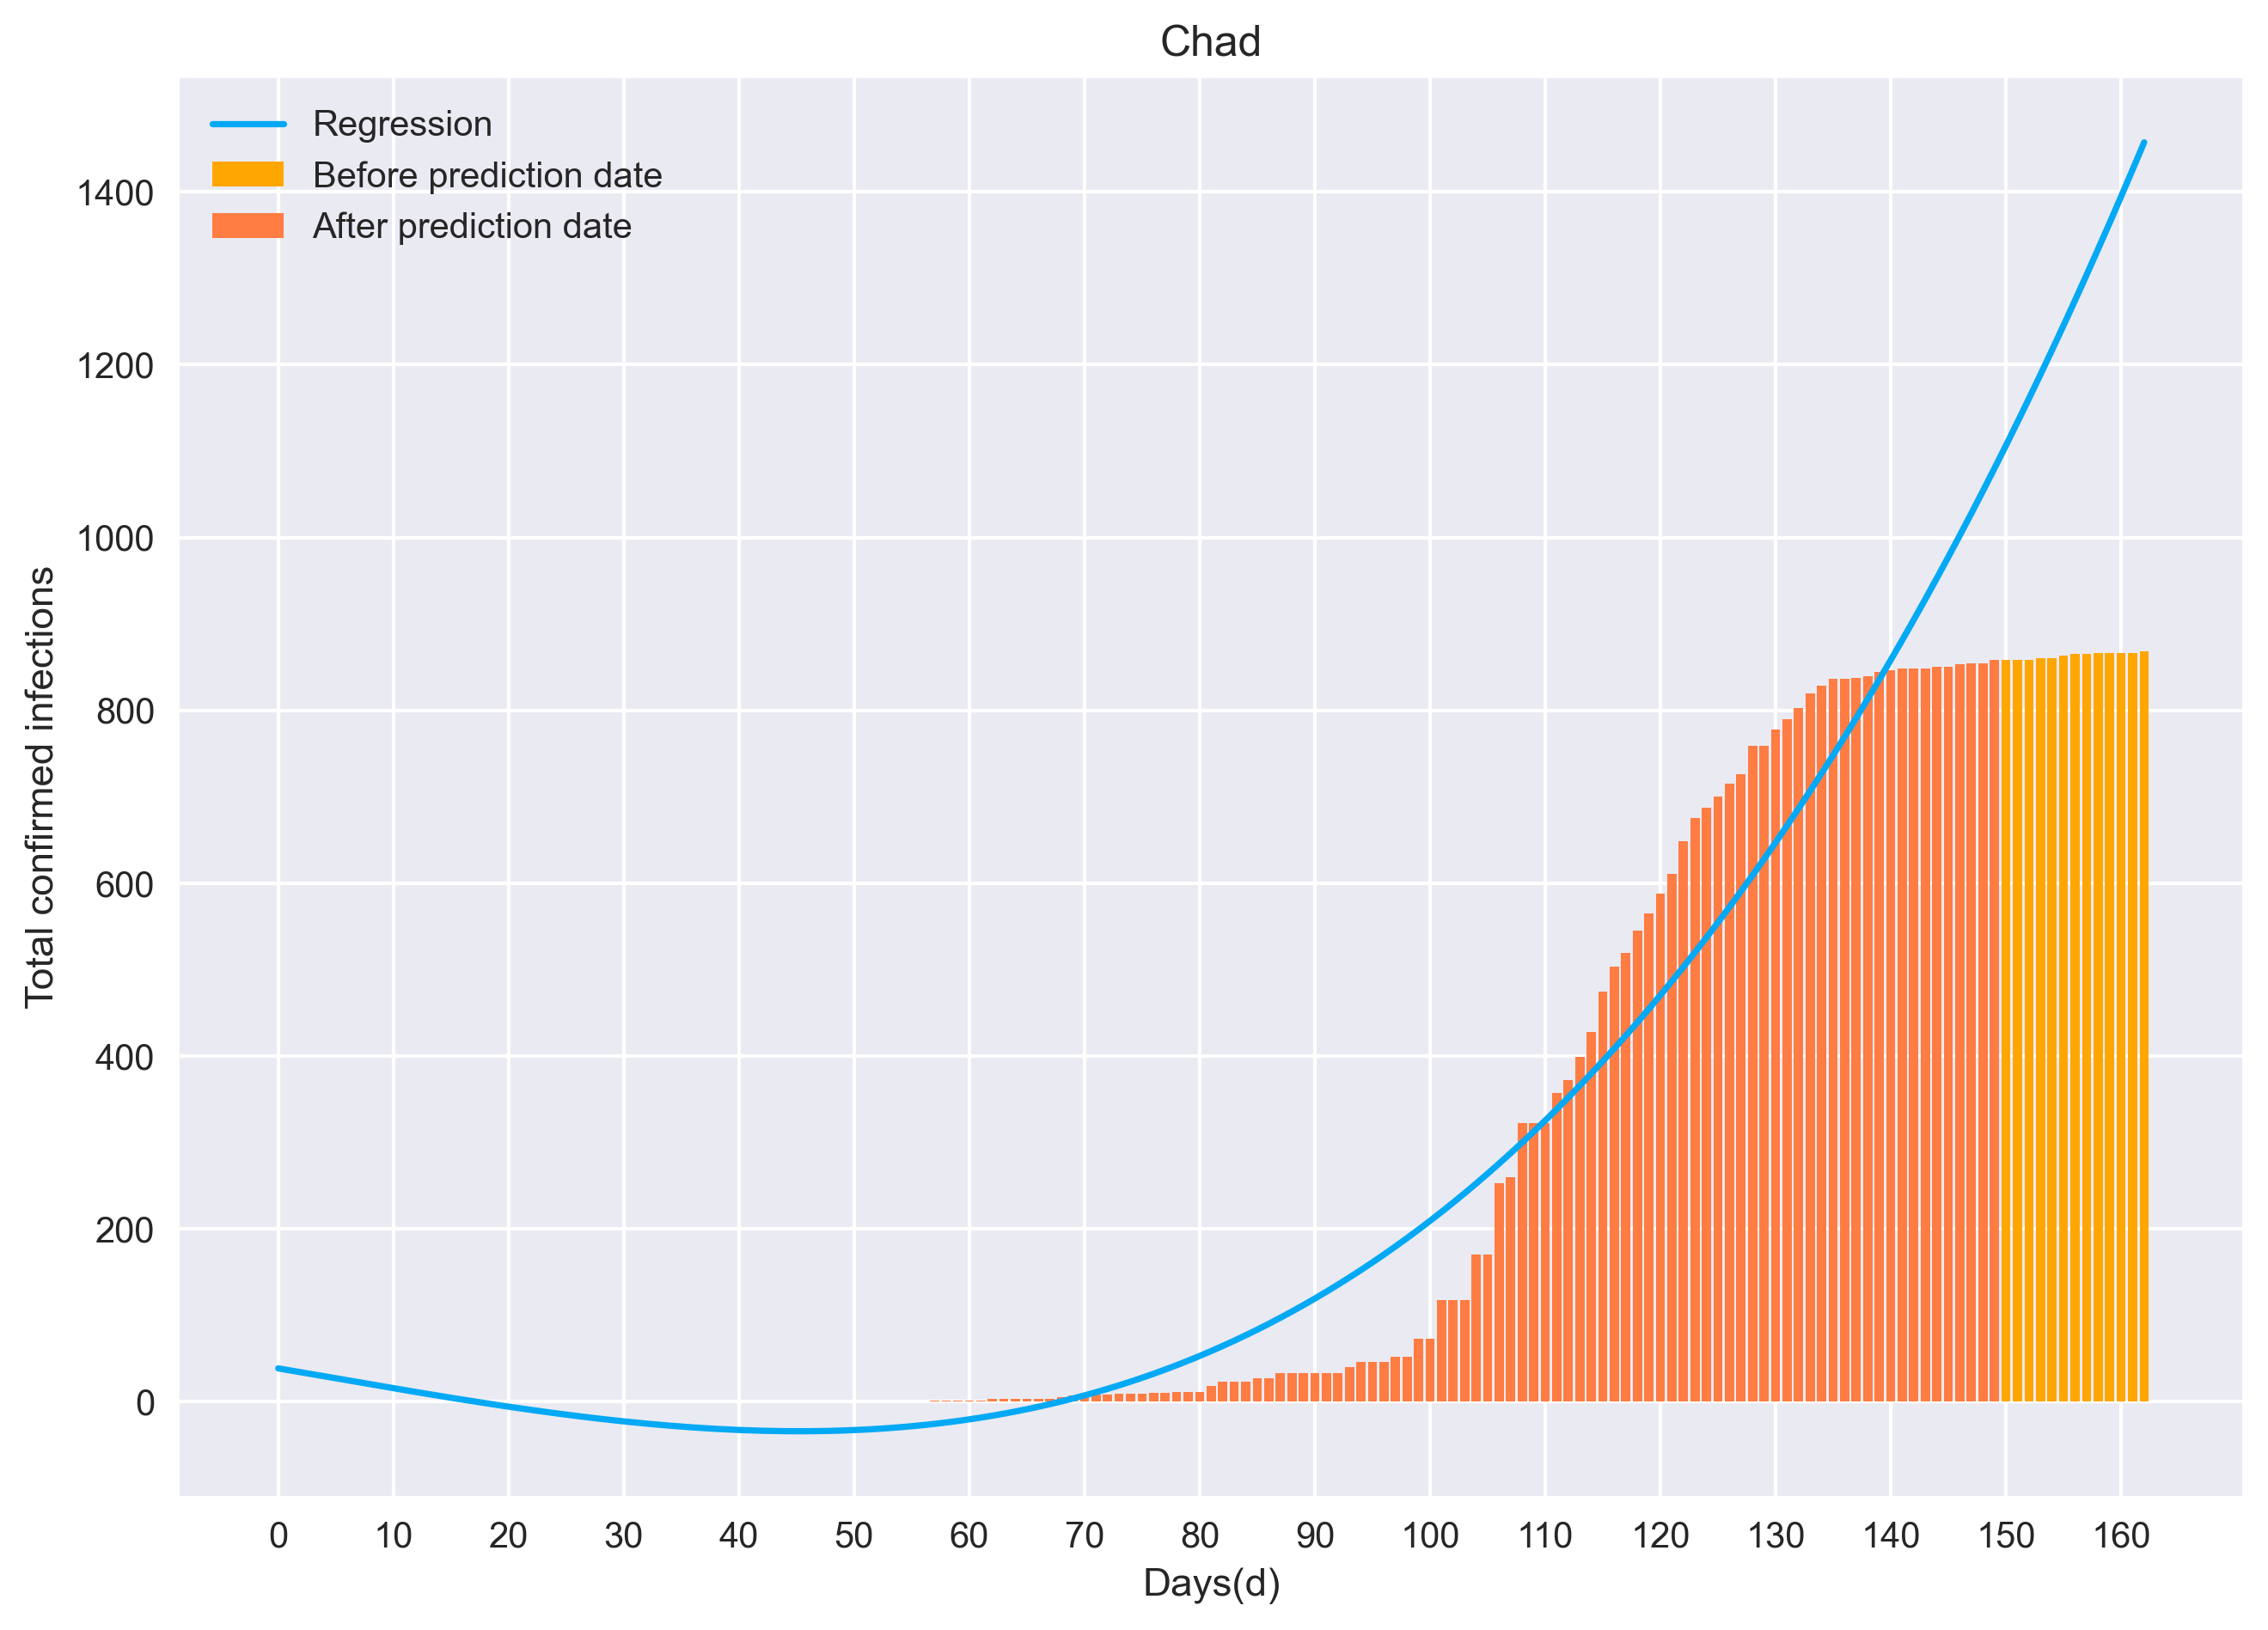 Chad
Regression
Before prediction date
After prediction date
Total confirmed infections
1400
1200
1000
800
600
400
200
0
0 10 20 30 40 50 60 70 80 90 100 110 120 130 140 150 160
Days(d)